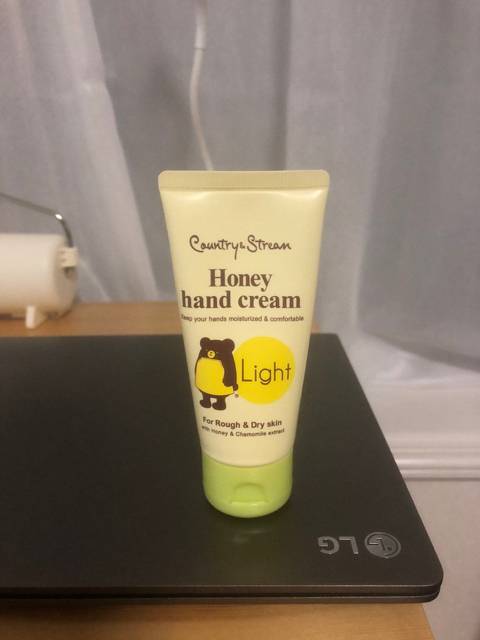 Country & Stream
Honey
hand cream
Keep your hands moisturized & comfortable
Light
For Rough & Dry skin
with Honey & Chamomile extract
LG